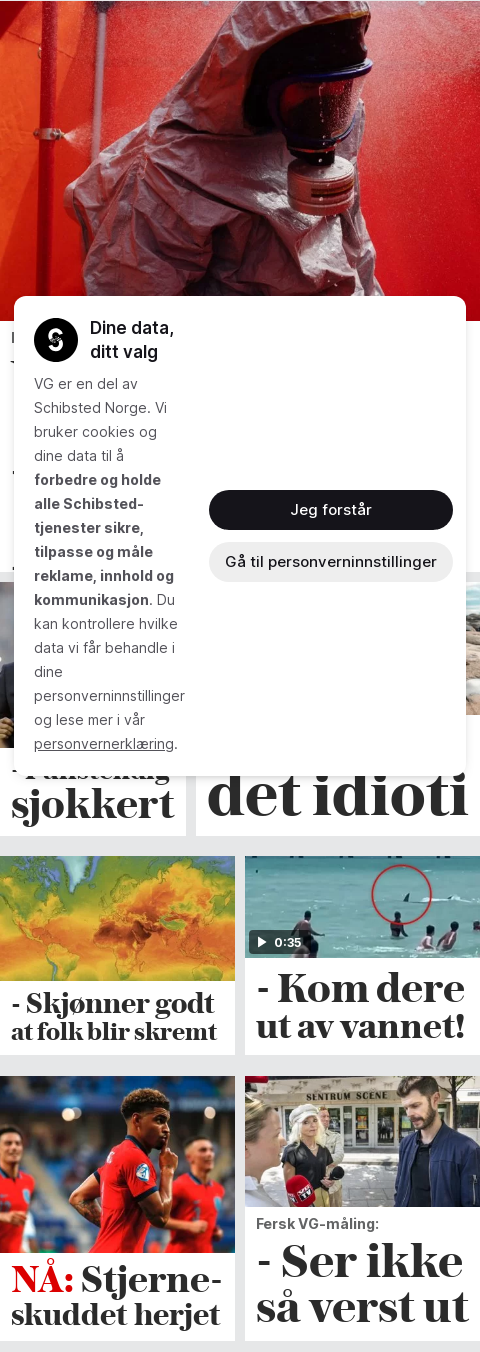 Dine data,
ditt valg
VG er en del av
Schibsted Norge. Vi
bruker cookies og
dine data til å
forbedre og holde
alle Schibsted-
tjenester sikre,
tilpasse og måle
reklame, innhold og
kommunikasjon. Du
kan kontrollere hvilke
data vi får behandle i
dine
personverninnstillinger
og lese mer i vår
personvernerklæring.
Jeg forstår
Gå til personverninnstillinger
sjokkert
det idioti
- Skjønner godt
at folk blir skremt
0:35
- Kom dere
ut av vannet!
NÅ: Stjerne-
skuddet herjet
SENTRUM SCENE
Fersk VG-måling:
- Ser ikke
så verst ut